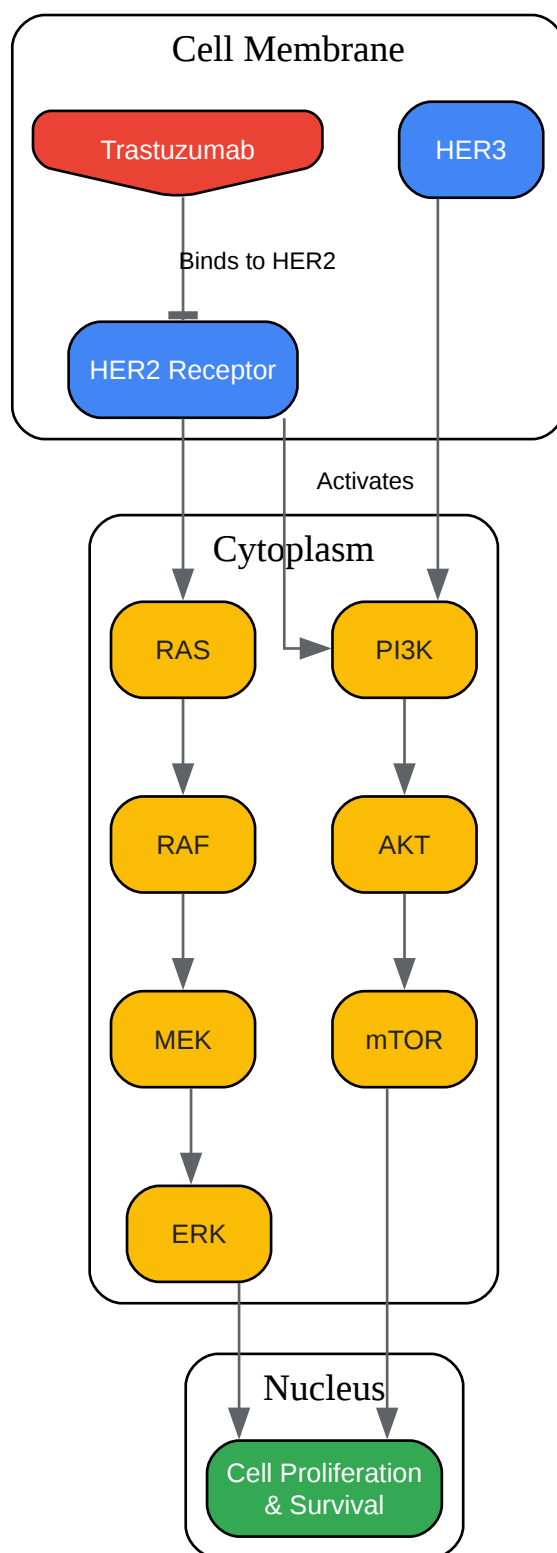 Cell Membrane
Trastuzumab
HER3
Binds to HER2
HER2 Receptor
Activates
Cytoplasm
RAS
PI3K
RAF
AKT
MEK
mTOR
ERK
Nucleus
Cell Proliferation
& Survival